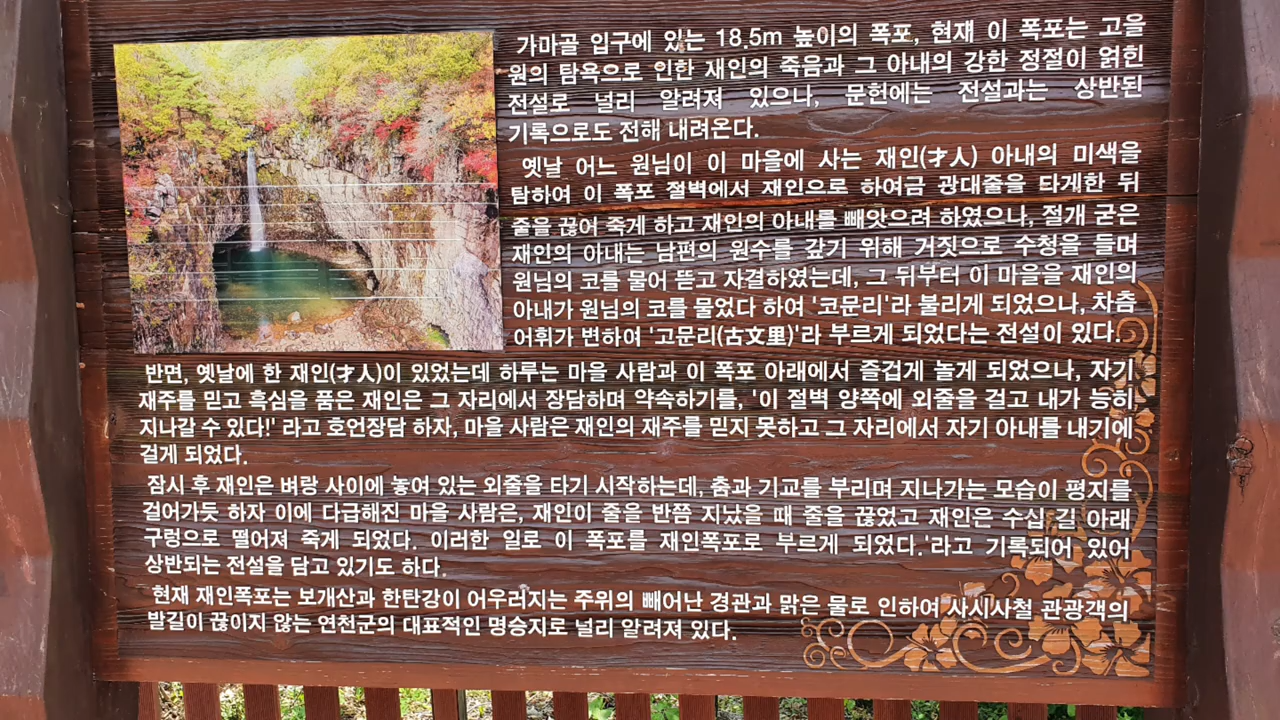 가마골 입구에 있는 18.5m 높이의 폭포, 현재 이 폭포는 고을
원의 탐욕으로 인한 재인의 죽음과 그 아내의 강한 정절이 얽힌
전설로 널리 알려져 있으나, 문헌에는 전설과는 상반된
기록으로도 전해 내려온다.
옛날 어느 원님이 이 마을에 사는 재인(才人) 아내의 미색을
탐하여 이 폭포 절벽에서 재인으로 하여금 광대줄을 타게한 뒤
줄을 끊어 죽게 하고 재인의 아내를 빼앗으려 하였으나, 절개 굳은
재인의 아내는 남편의 원수를 갚기 위해 거짓으로 수청을 들며
원님의 코를 물어 뜯고 자결하였는데, 그 뒤부터 이 마을을 재인의
아내가 원님의 코를 물었다 하여 '코문리'라 불리게 되었으나, 차츰
어휘가 변하여 '고문리(古文里)'라 부르게 되었다는 전설이 있다.
반면, 옛날에 한 재인(才人)이 있었는데 하루는 마을 사람과 이 폭포 아래에서 즐겁게 놀게 되었으나, 자기
재주를 믿고 흑심을 품은 재인은 그 자리에서 장담하며 약속하기를, '이 절벽 양쪽에 외줄을 걸고 내가 능히
지나갈 수 있다!' 라고 호언장담 하자, 마을 사람은 재인의 재주를 믿지 못하고 그 자리에서 자기 아내를 내기에
걸게 되었다.
잠시 후 재인은 벼랑 사이에 놓여 있는 외줄을 타기 시작하는데, 춤과 기교를 부리며 지나가는 모습이 평지를
걸어가듯 하자 이에 다급해진 마을 사람은, 재인이 줄을 반쯤 지났을 때 줄을 끊었고 재인은 수십 길 아래
구렁으로 떨어져 죽게 되었다. 이러한 일로 이 폭포를 재인폭포로 부르게 되었다.'라고 기록되어 있어
상반되는 전설을 담고 있기도 하다.
현재 재인폭포는 보개산과 한탄강이 어우러지는 주위의 빼어난 경관과 맑은 물로 인하여 사시사철 관광객의
발길이 끊이지 않는 연천군의 대표적인 명승지로 널리 알려져 있다.